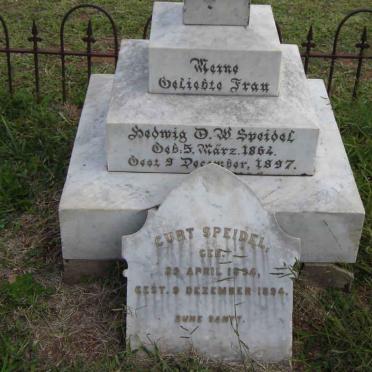 Meine
Geliebte Frau
Hedwig D. W Speidel
Geb. 5. März. 1864.
Gest 9 December, 1897.
CURT SPEIDEL,
GEB.
29 APRIL 1894,
GEST. 9 DEZEMBER 1894.
RUHE SANFT.